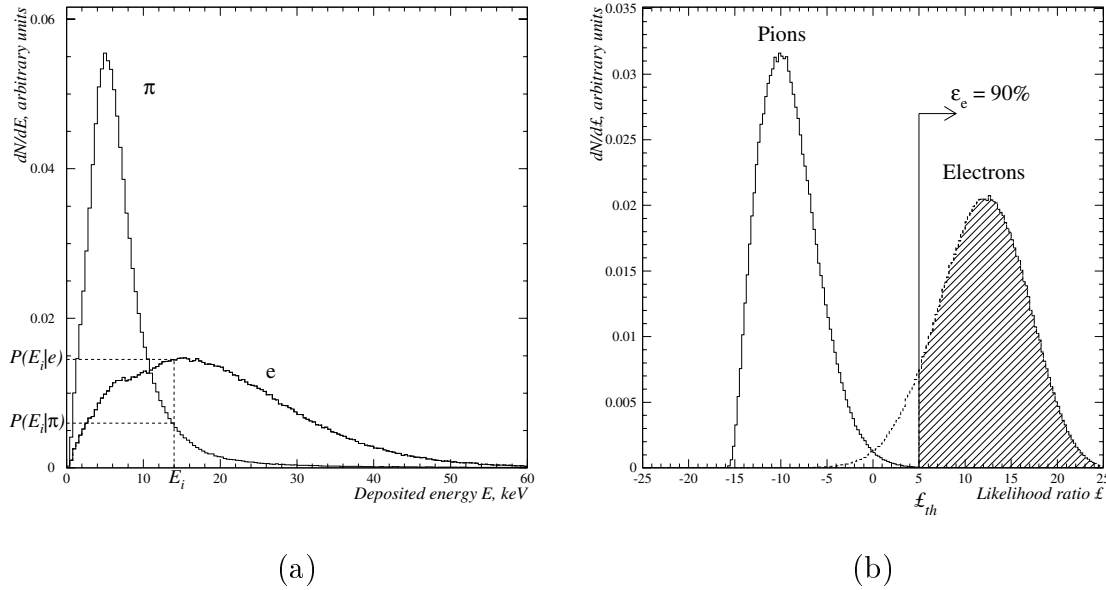 dN/dE, arbitrary units
0.06
0.04
0.02
0
π
e
P(E_i|e)
P(E_i|π)
0 10 20 30 40 50 60
E_i
Deposited energy E, keV
(a)
dN/d£, arbitrary units
0.035
0.03
0.025
0.02
0.015
0.01
0.005
0
Pions
ε_e = 90%
Electrons
-25 -20 -15 -10 -5 0 5 10 15 20 25
Likelihood ratio £
£_th
(b)